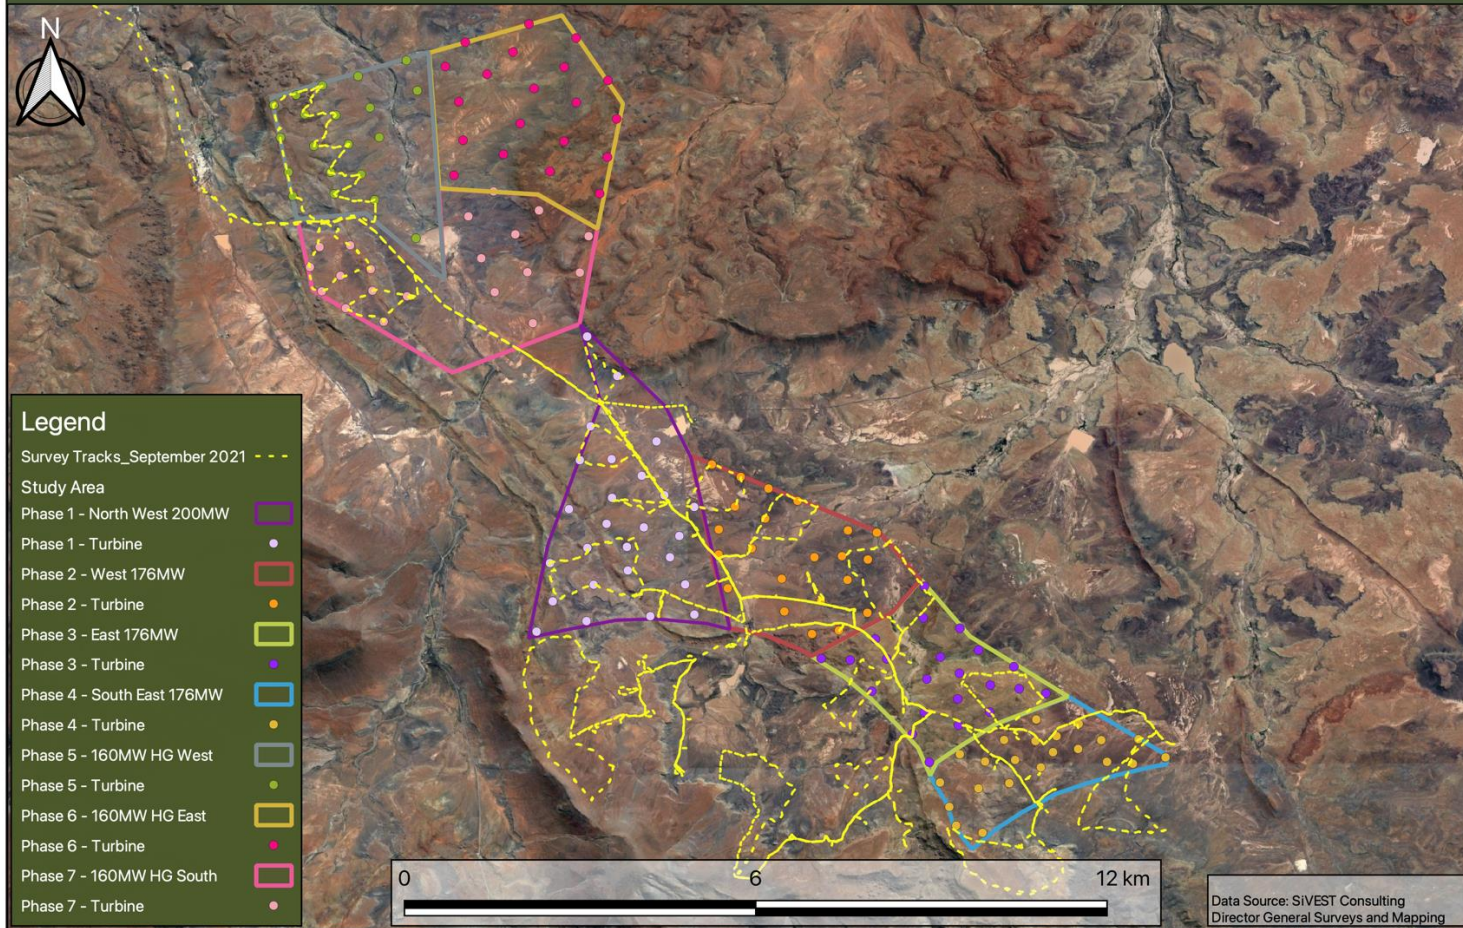 N
Legend
Survey Tracks_September 2021
Study Area
Phase 1 - North West 200MW
Phase 1 - Turbine
Phase 2 - West 176MW
Phase 2 - Turbine
Phase 3 - East 176MW
Phase 3 - Turbine
Phase 4 - South East 176MW
Phase 4 - Turbine
Phase 5 - 160MW HG West
Phase 5 - Turbine
Phase 6 - 160MW HG East
Phase 6 - Turbine
Phase 7 - 160MW HG South
Phase 7 - Turbine
0 6 12 km
Data Source: SiVEST Consulting
Director General Surveys and Mapping